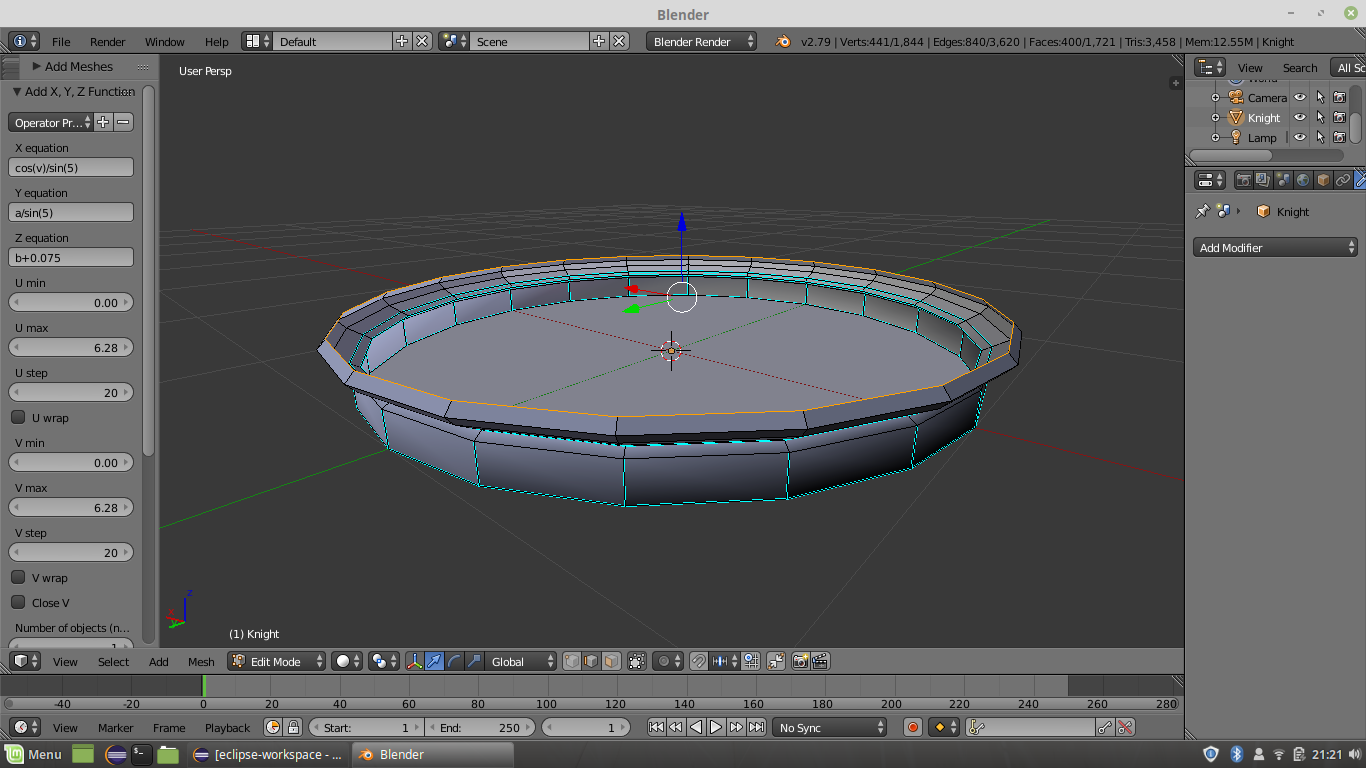 Blender
File Render Window Help Default Scene Blender Render v2.79 | Verts:441/1,844 | Edges:840/3,620 | Faces:400/1,721 | Tris:3,458 | Mem:12.55M | Knight
Add Meshes
Add X, Y, Z Function
Operator Pr...
X equation
cos(v)/sin(5)
Y equation
a/sin(5)
Z equation
b+0.075
U min
0.00
U max
6.28
U step
20
U wrap
V min
0.00
V max
6.28
V step
20
V wrap
Close V
Number of objects (n...
1
User Persp
z
x
y
(1) Knight
View Search All Sc
Camera
Knight
Lamp
Knight
Add Modifier
View Select Add Mesh Edit Mode Global
-40 -20 0 20 40 60 80 100 120 140 160 180 200 220 240 260 280
View Marker Frame Playback Start: 1 End: 250 1 No Sync
Menu [eclipse-workspace - ... Blender 21:21